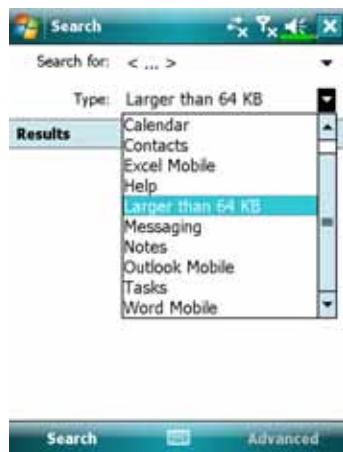 Search
Search for: < ... >
Type: Larger than 64 KB
Results
Calendar
Contacts
Excel Mobile
Help
Larger than 64 KB
Messaging
Notes
Outlook Mobile
Tasks
Word Mobile
Search Advanced